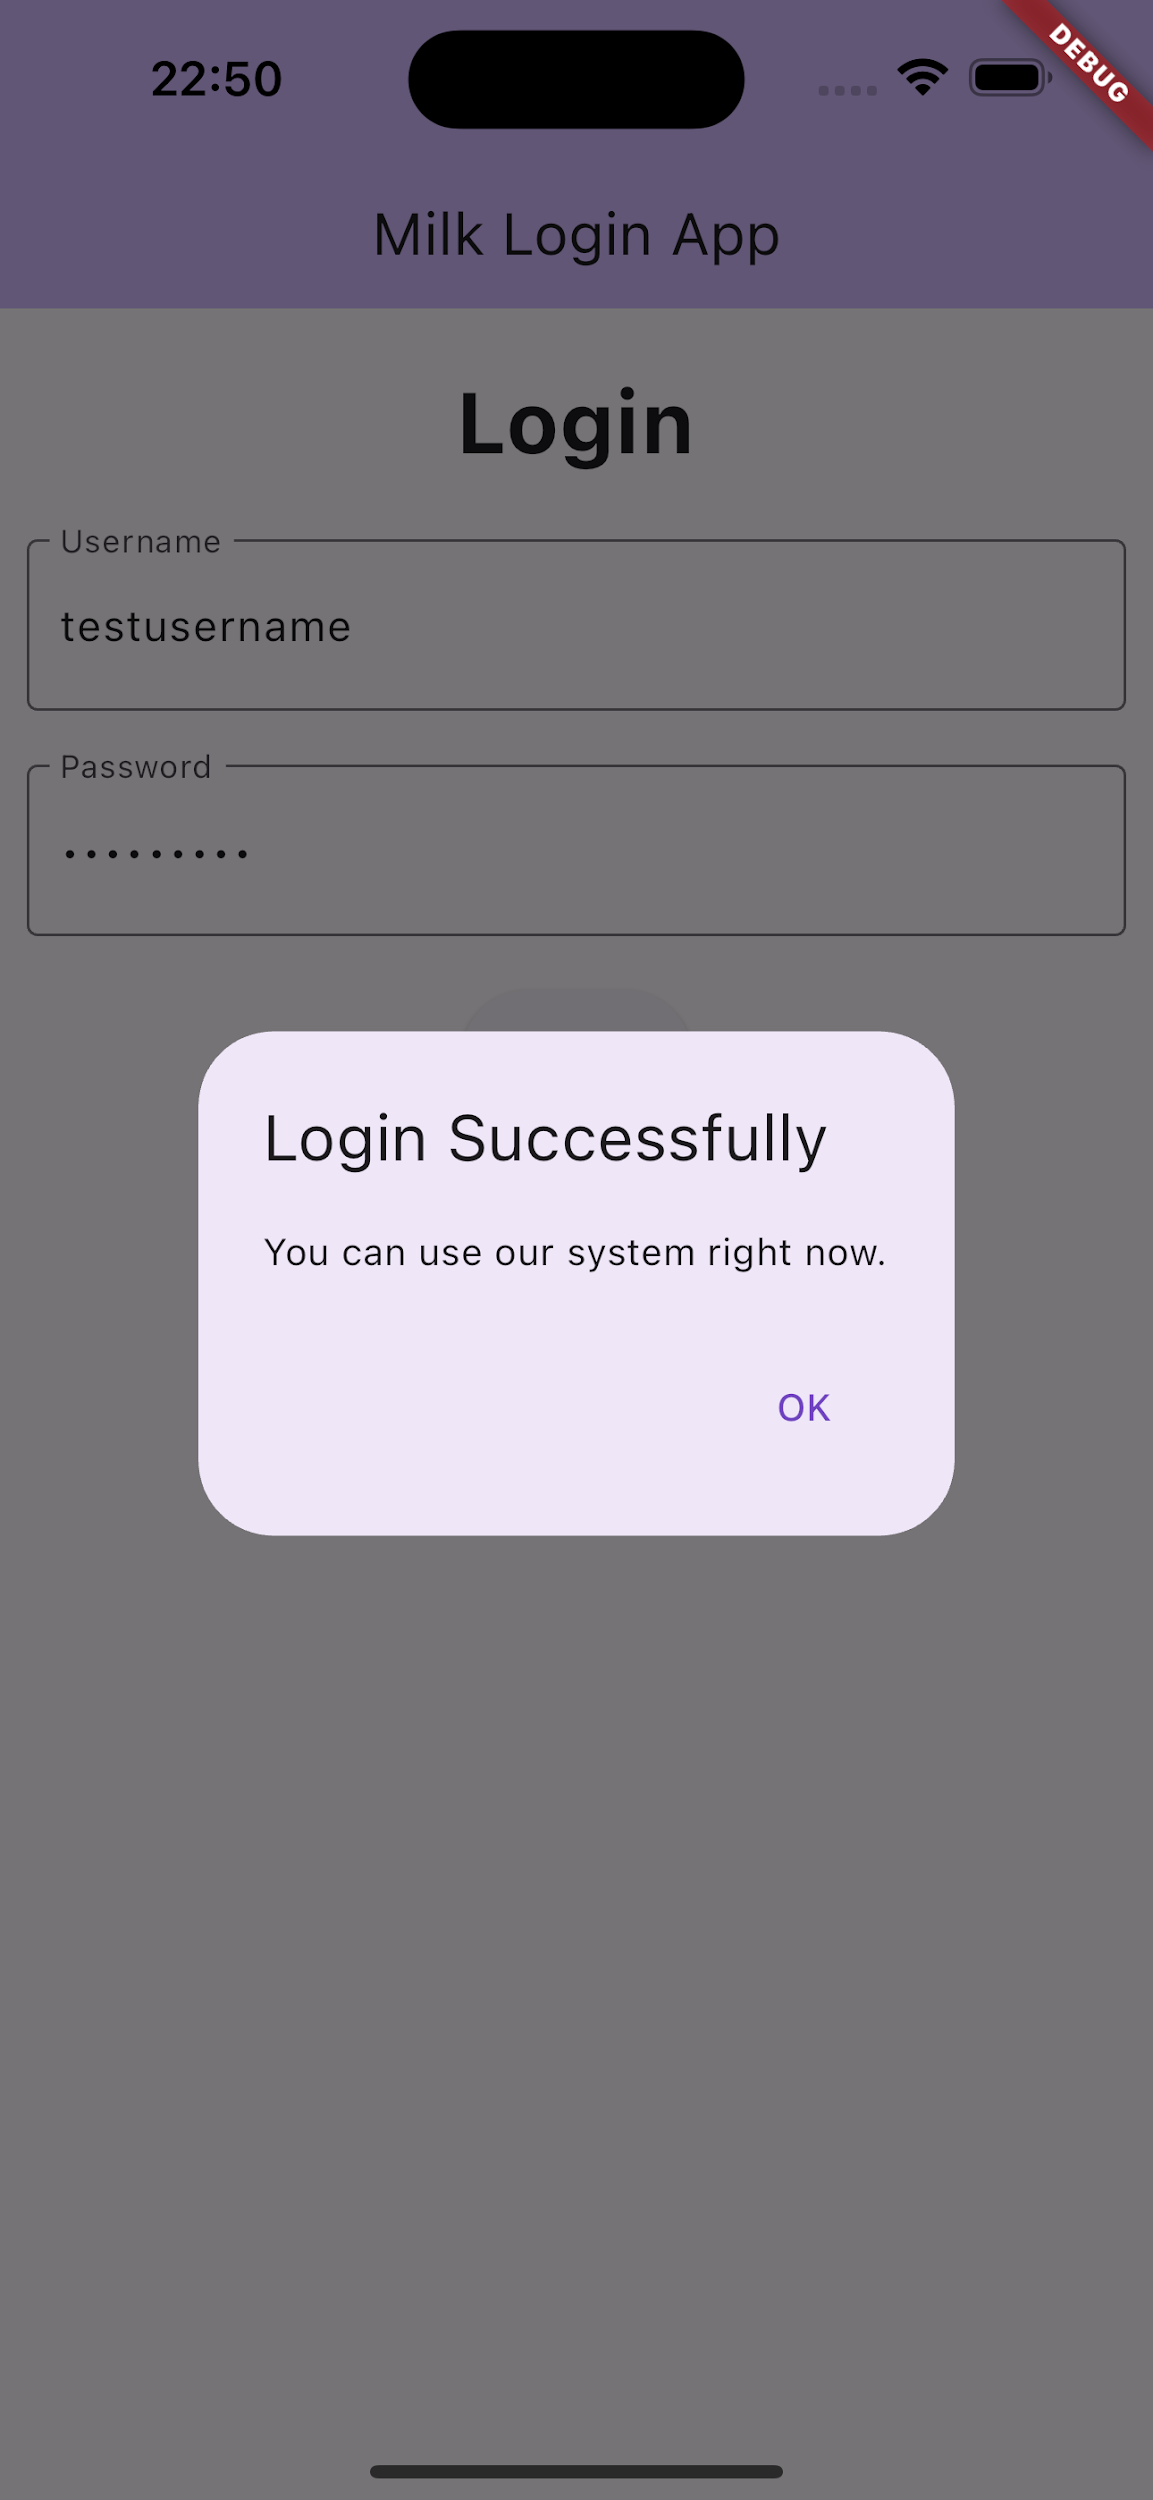 22:50
DEBUG
Milk Login App
Login
Username
testusername
Password
•••••••••
Login Successfully
You can use our system right now.
OK